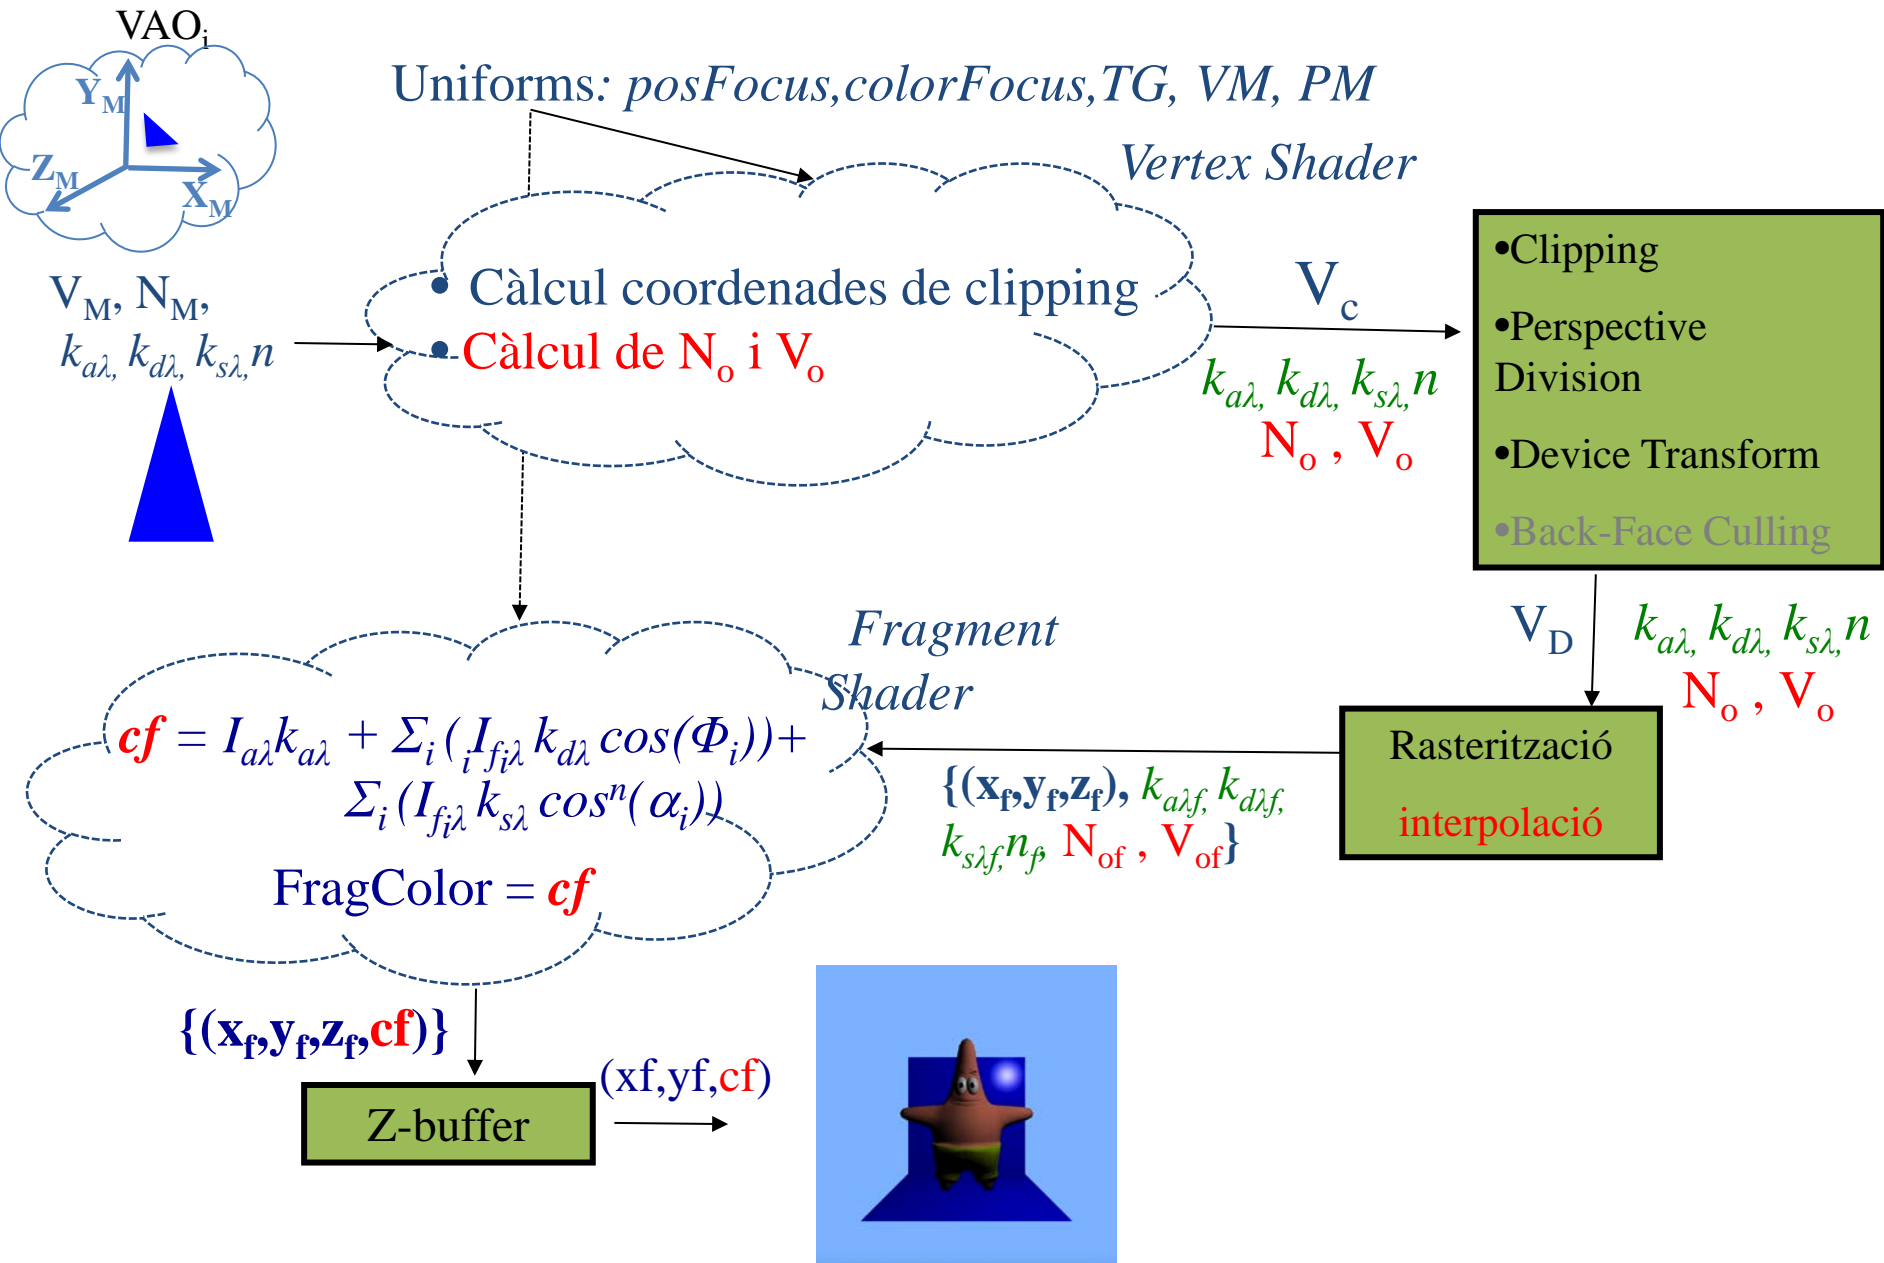 VAOi
YM
ZM
XM
Uniforms: posFocus,colorFocus,TG, VM, PM
Vertex Shader
VM, NM,
kaλ, kdλ, ksλ,n
• Càlcul coordenades de clipping
• Càlcul de No i Vo
Vc
kaλ, kdλ, ksλ,n
No , Vo
•Clipping
•Perspective
Division
•Device Transform
•Back-Face Culling
VD
kaλ, kdλ, ksλ,n
No , Vo
Rasterització
interpolació
{(xf,yf,zf), kaλf, kdλf,
ksλf,nf, Nof , Vof}
Fragment
Shader
cf = Iaλkaλ + Σi (iIfiλ kdλ cos(Φi))+
Σi (Ifiλ ksλ cosⁿ(αi))
FragColor = cf
{(xf,yf,zf,cf)}
Z-buffer
(xf,yf,cf)